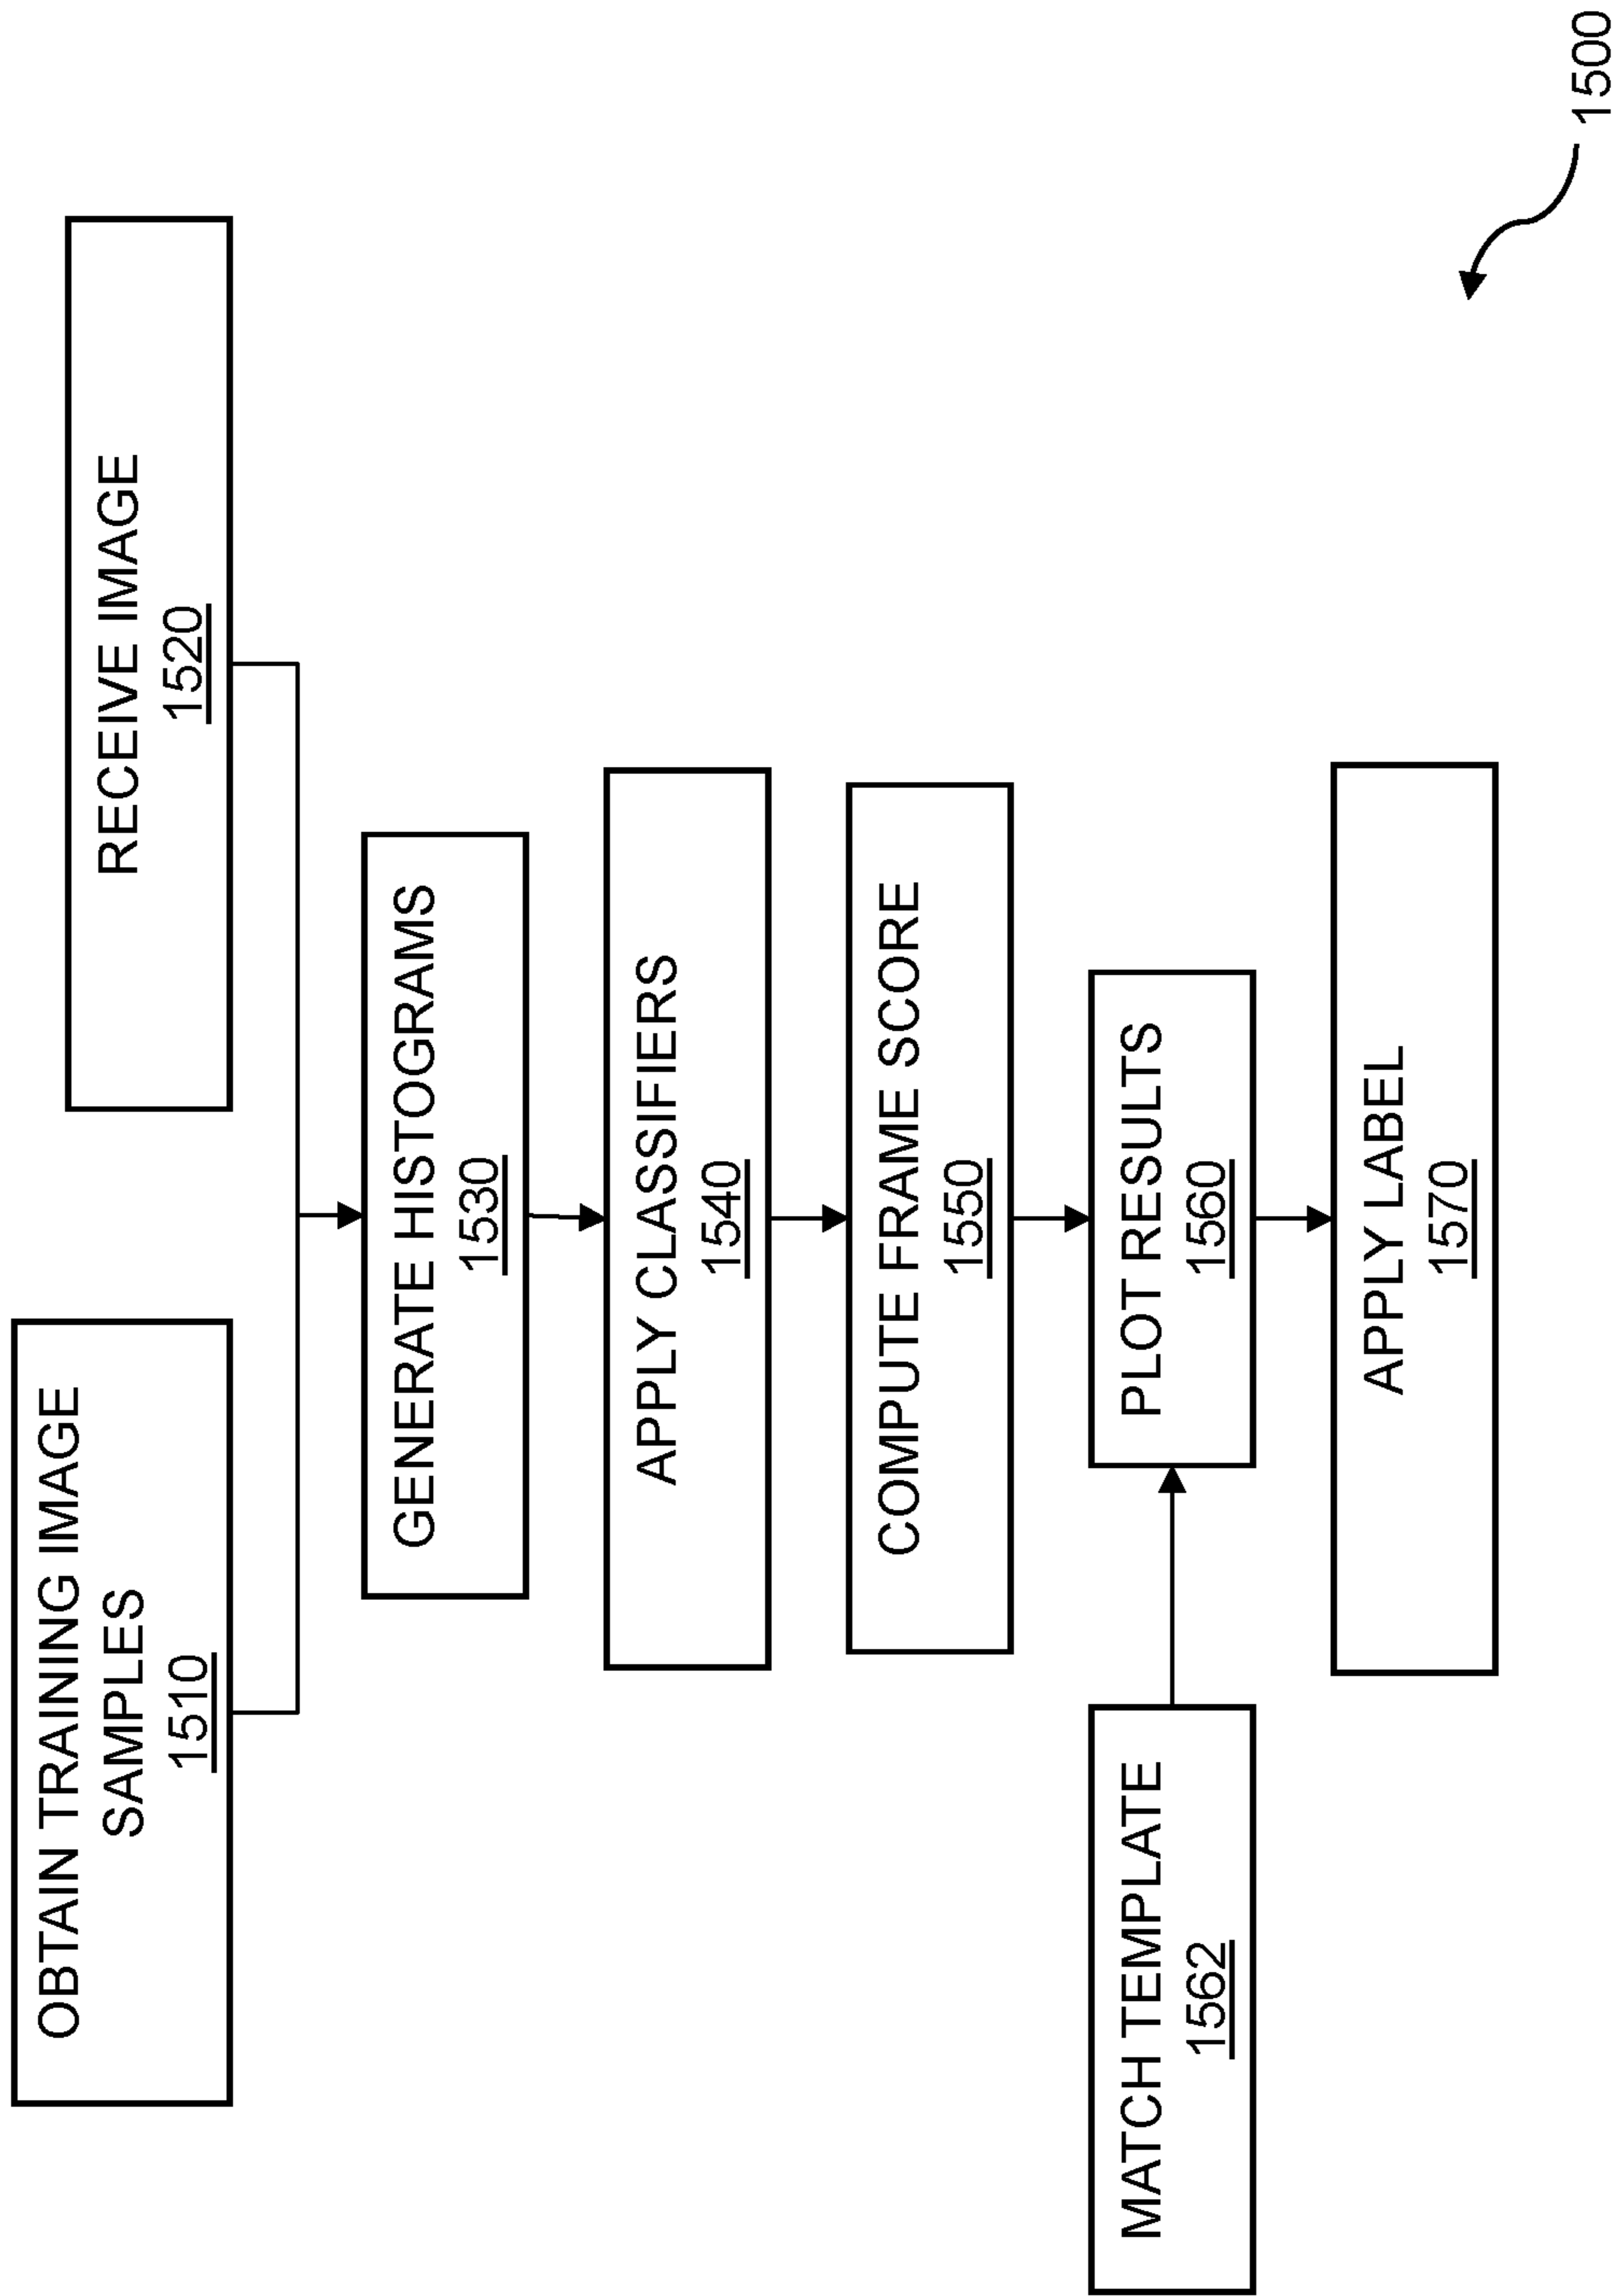 OBTAIN TRAINING IMAGE
SAMPLES
1510
RECEIVE IMAGE
1520
GENERATE HISTOGRAMS
1530
APPLY CLASSIFIERS
1540
COMPUTE FRAME SCORE
1550
MATCH TEMPLATE
1562
PLOT RESULTS
1560
APPLY LABEL
1570
1500